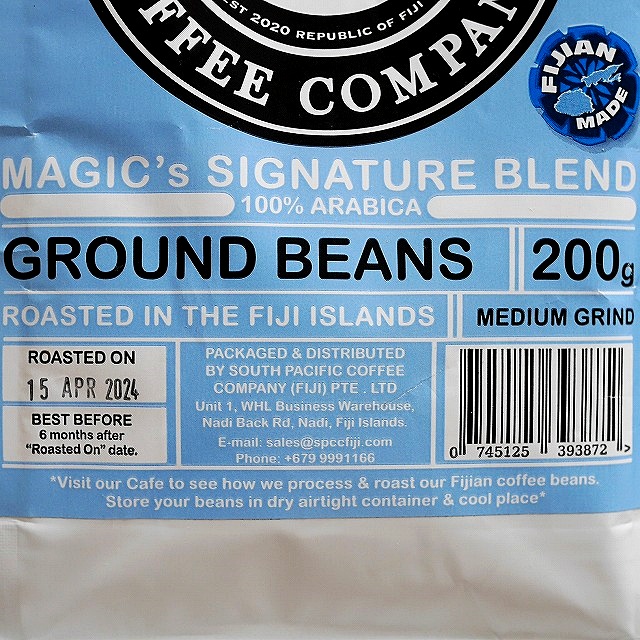 EST 2020 REPUBLIC OF FIJI
FFEE COMPAN
FIJIAN
MADE
MAGIC's SIGNATURE BLEND
100% ARABICA
GROUND BEANS
200g
ROASTED IN THE FIJI ISLANDS
MEDIUM GRIND
ROASTED ON
15 APR 2024
BEST BEFORE
6 months after
"Roasted On" date.
PACKAGED & DISTRIBUTED
BY SOUTH PACIFIC COFFEE
COMPANY (FIJI) PTE . LTD
Unit 1, WHL Business Warehouse,
Nadi Back Rd, Nadi, Fiji Islands.
E-mail: sales@spccfiji.com
Phone: +679 9991166
0 745125 393872 >
*Visit our Cafe to see how we process & roast our Fijian coffee beans.
Store your beans in dry airtight container & cool place*